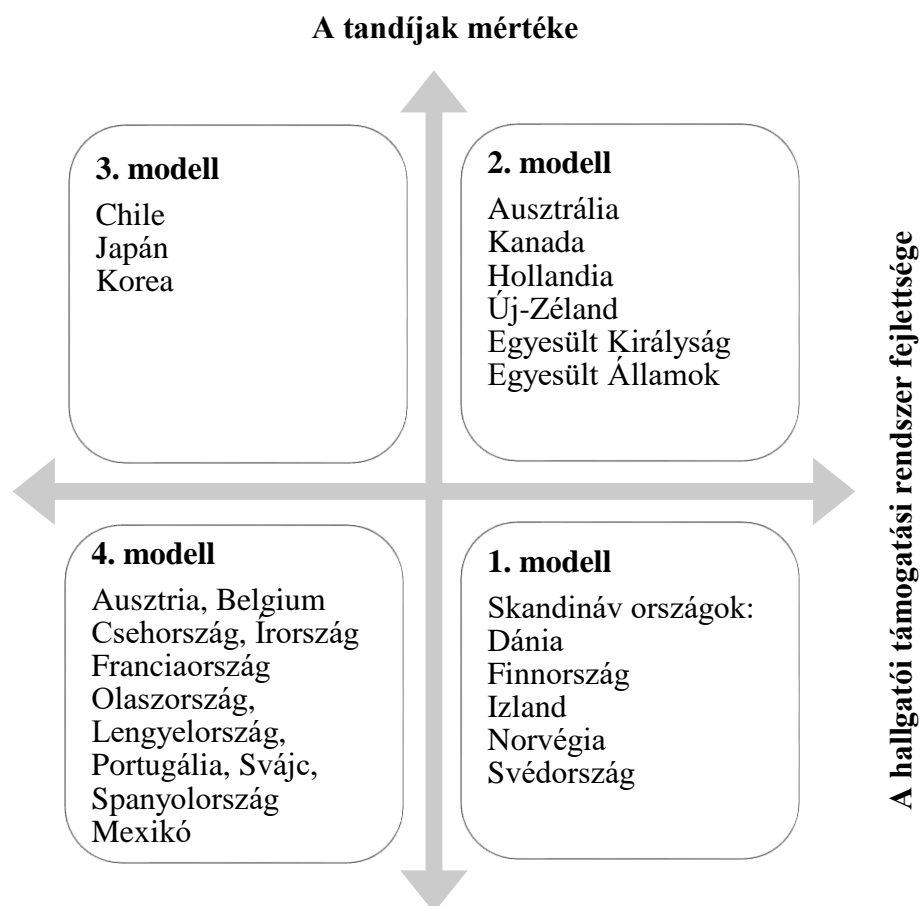 A tandíjak mértéke
3. modell
Chile
Japán
Korea
2. modell
Ausztrália
Kanada
Hollandia
Új-Zéland
Egyesült Királyság
Egyesült Államok
4. modell
Ausztria, Belgium
Csehország, Írország
Franciaország
Olaszország,
Lengyelország,
Portugália, Svájc,
Spanyolország
Mexikó
1. modell
Skandináv országok:
Dánia
Finnország
Izland
Norvégia
Svédország
A hallgatói támogatási rendszer fejlettsége